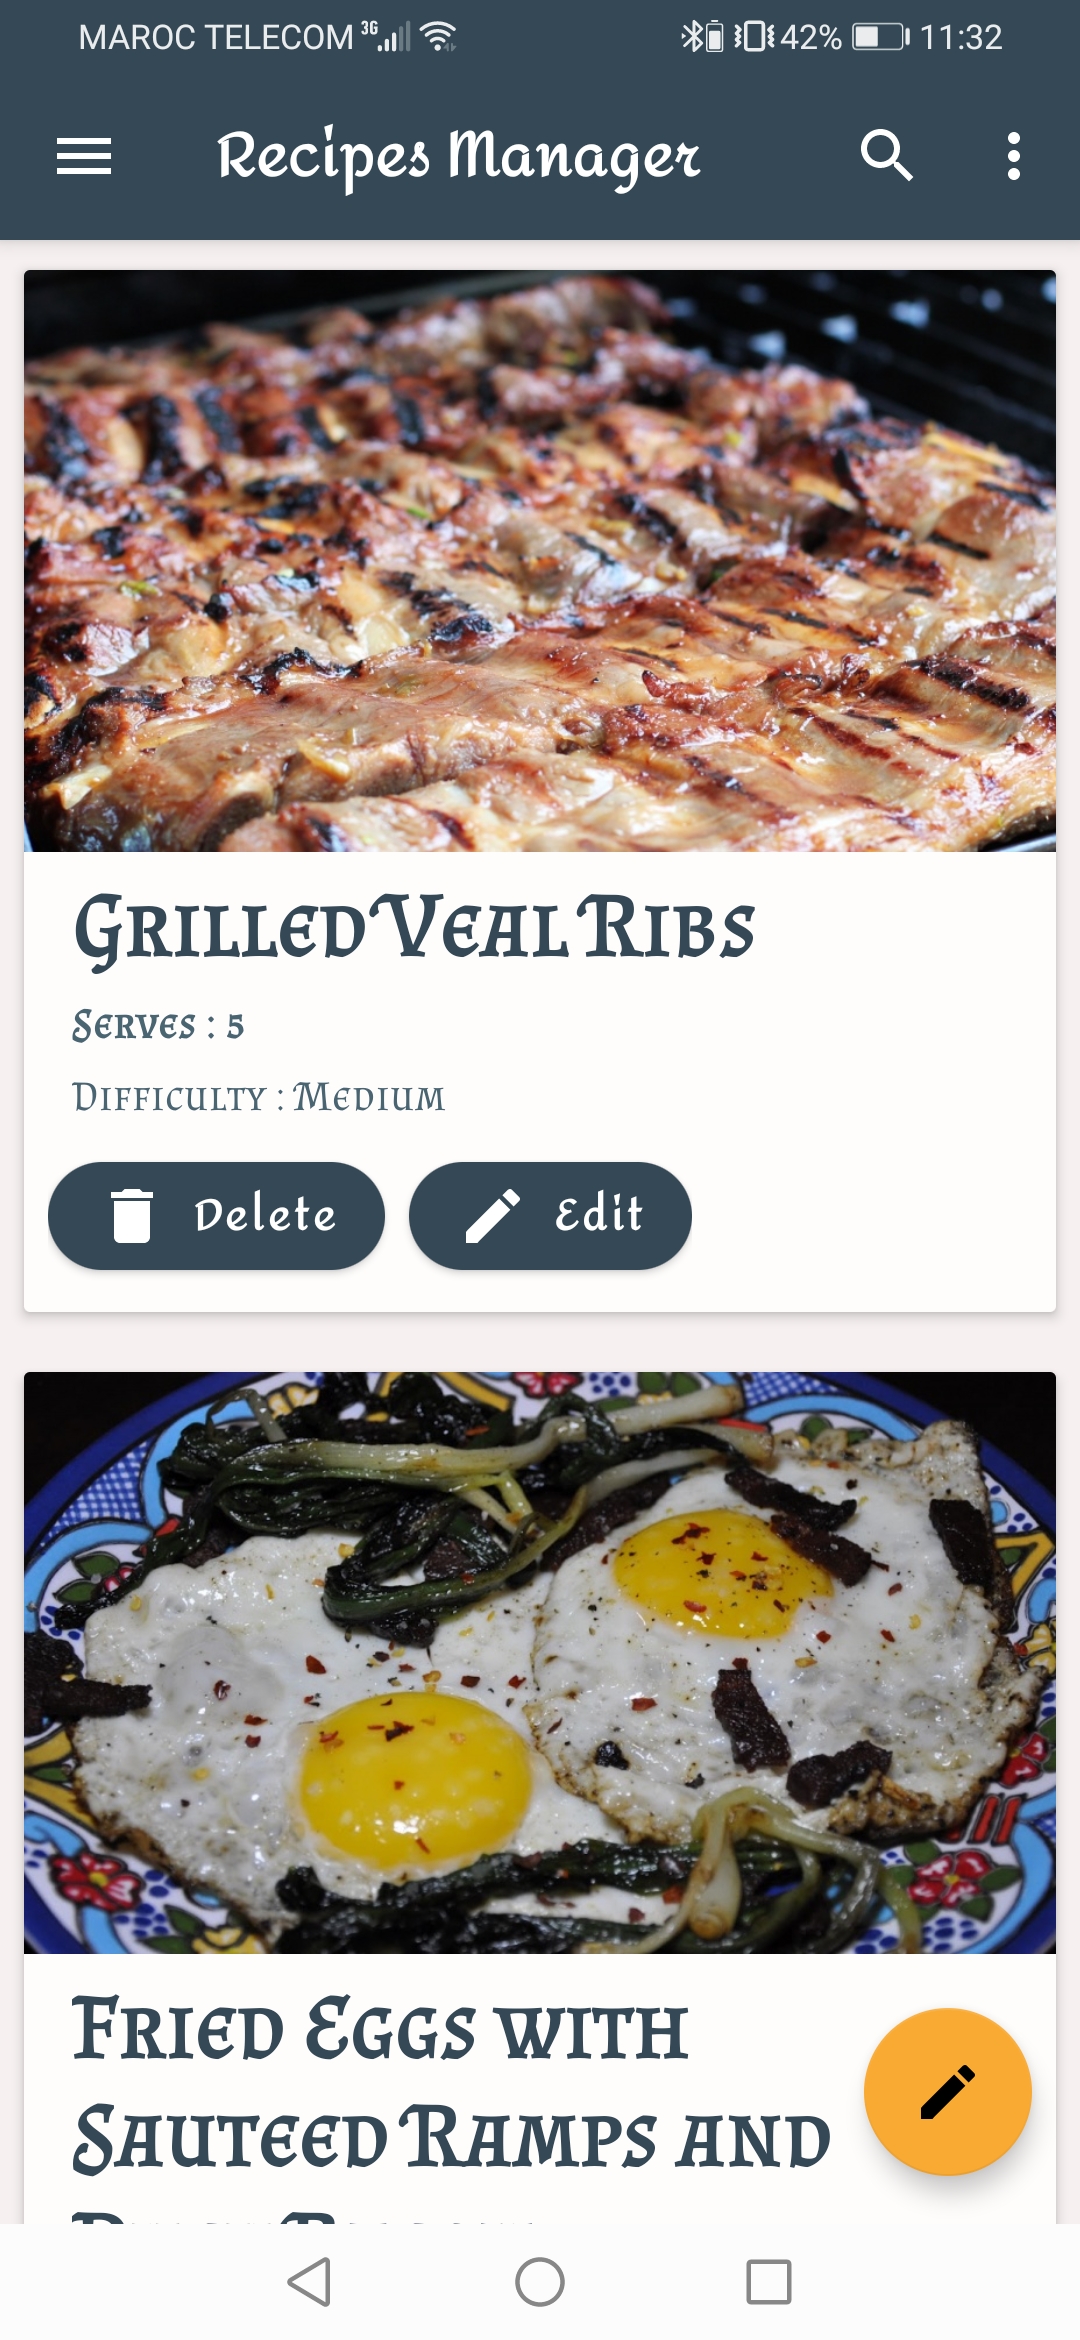 MAROC TELECOM 3G 42% 11:32
Recipes Manager
Grilled Veal Ribs
Serves : 5
Difficulty : Medium
Delete Edit
Fried Eggs with
Sauteed Ramps and